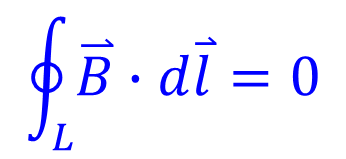 ∮_L B⃗ · dl⃗ = 0